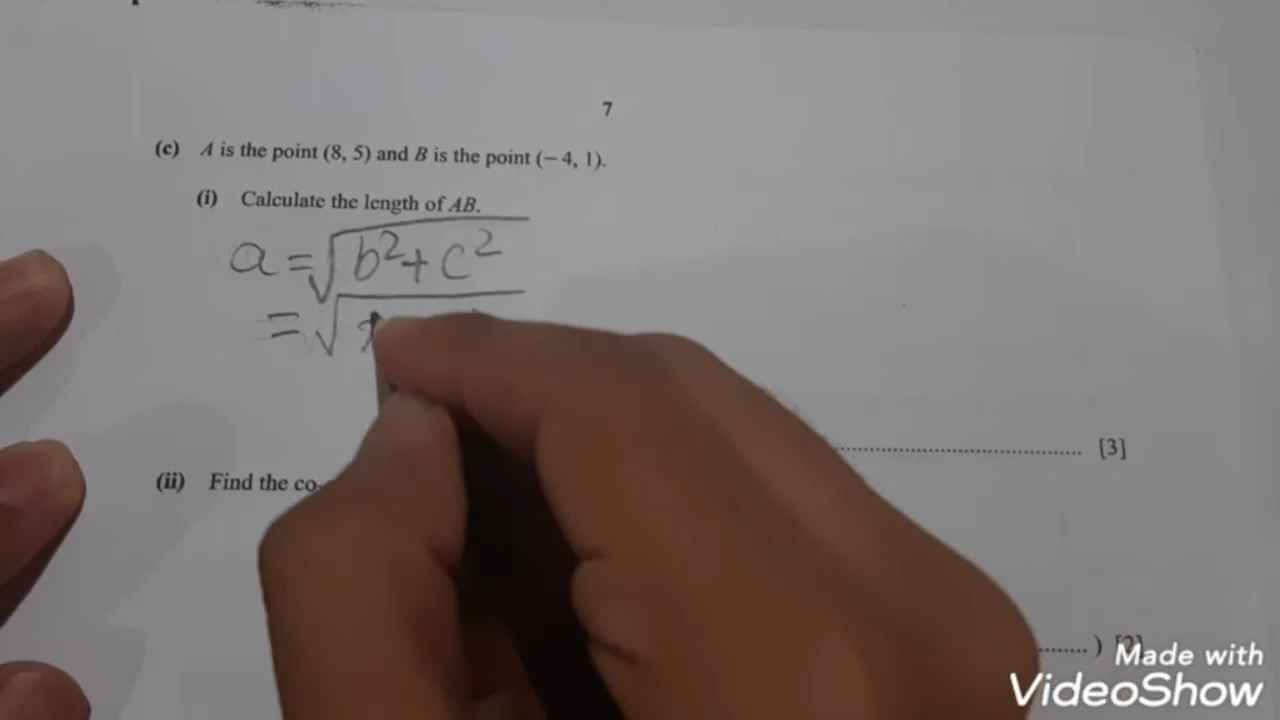 7
(c) A is the point (8, 5) and B is the point (– 4, 1).
(i) Calculate the length of AB.
a = √b² + c²
= √
[3]
(ii) Find the co-
) [2]
Made with
VideoShow